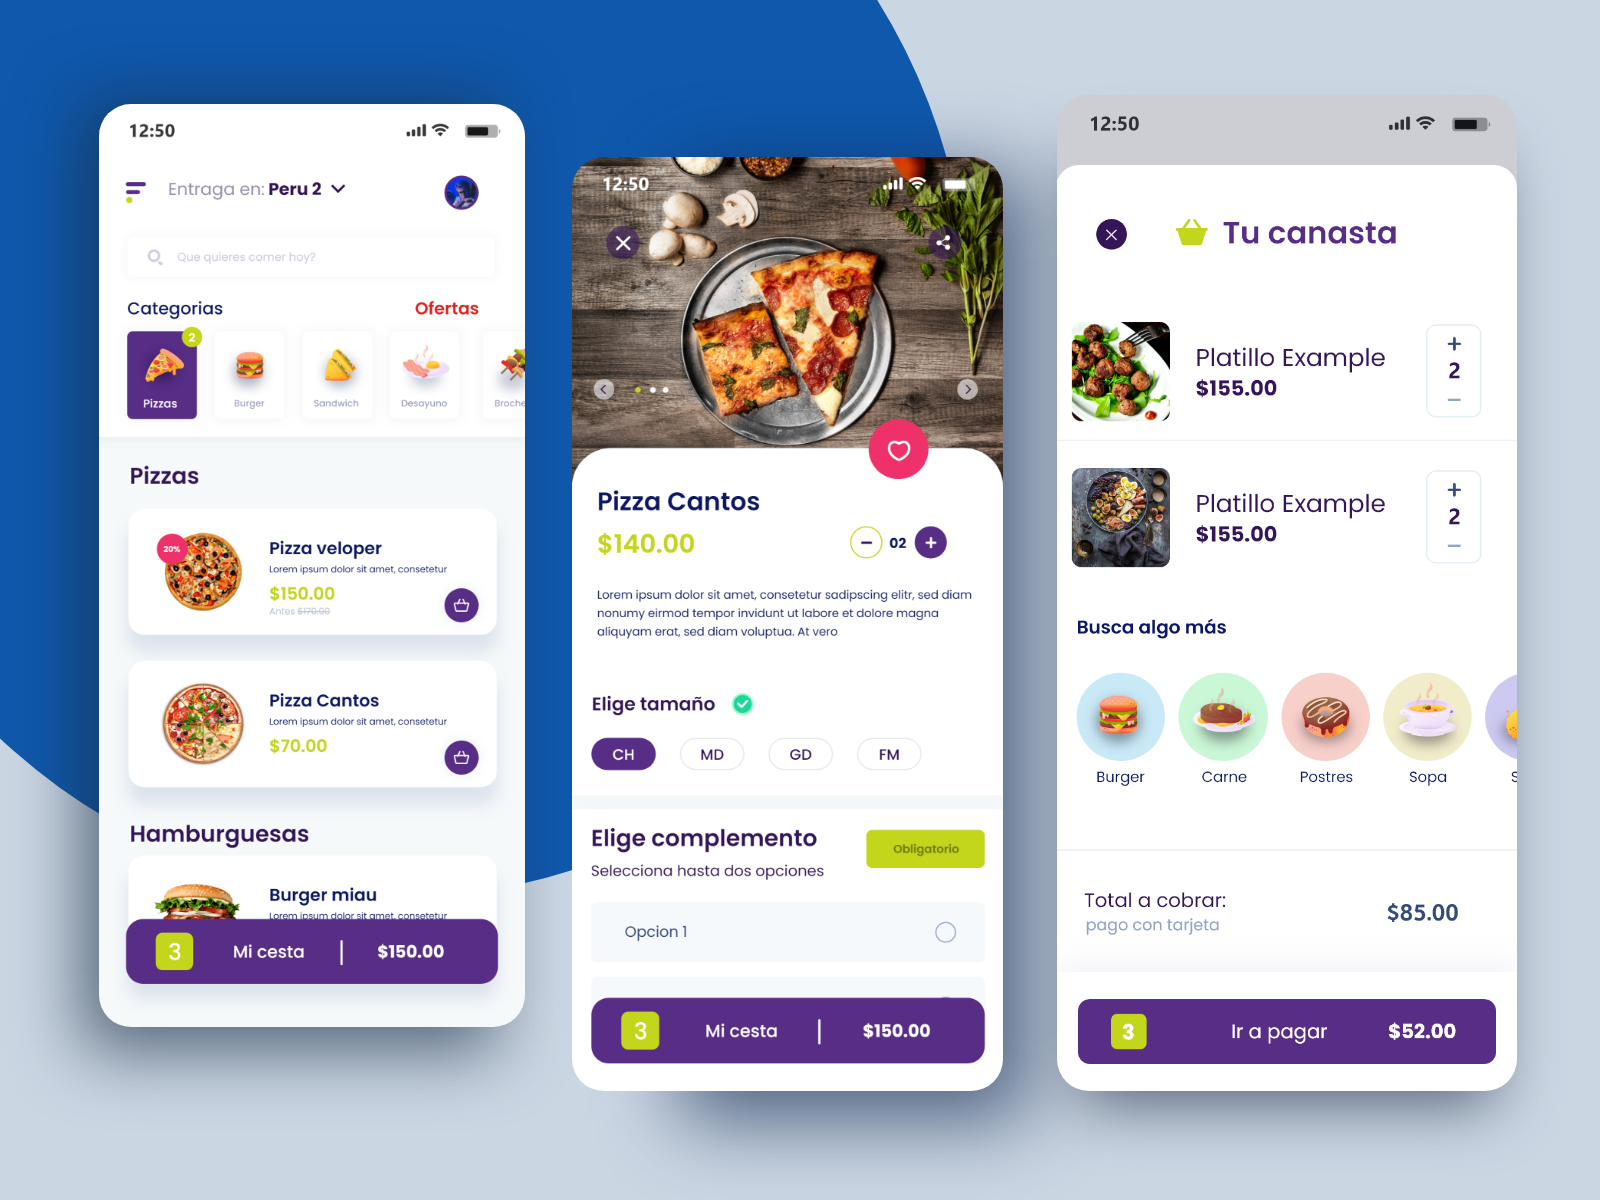 12:50
Entraga en: Peru 2
Que quieres comer hoy?
Categorias
Ofertas
2
Pizzas
Burger
Sandwich
Desayuno
Broche
Pizzas
20%
Pizza veloper
Lorem ipsum dolor sit amet, consetetur
$150.00
Antes $170.00
Pizza Cantos
Lorem ipsum dolor sit amet, consetetur
$70.00
Hamburguesas
Burger miau
Lorem ipsum dolor sit amet, consetetur
3 Mi cesta | $150.00
12:50
Pizza Cantos
$140.00
02
Lorem ipsum dolor sit amet, consetetur sadipscing elitr, sed diam
nonumy eirmod tempor invidunt ut labore et dolore magna
aliquyam erat, sed diam voluptua. At vero
Elige tamaño
CH MD GD FM
Elige complemento
Obligatorio
Selecciona hasta dos opciones
Opcion 1
3 Mi cesta | $150.00
12:50
Tu canasta
Platillo Example
$155.00
2
Platillo Example
$155.00
2
Busca algo más
Burger Carne Postres Sopa S
Total a cobrar:
pago con tarjeta
$85.00
3 Ir a pagar $52.00